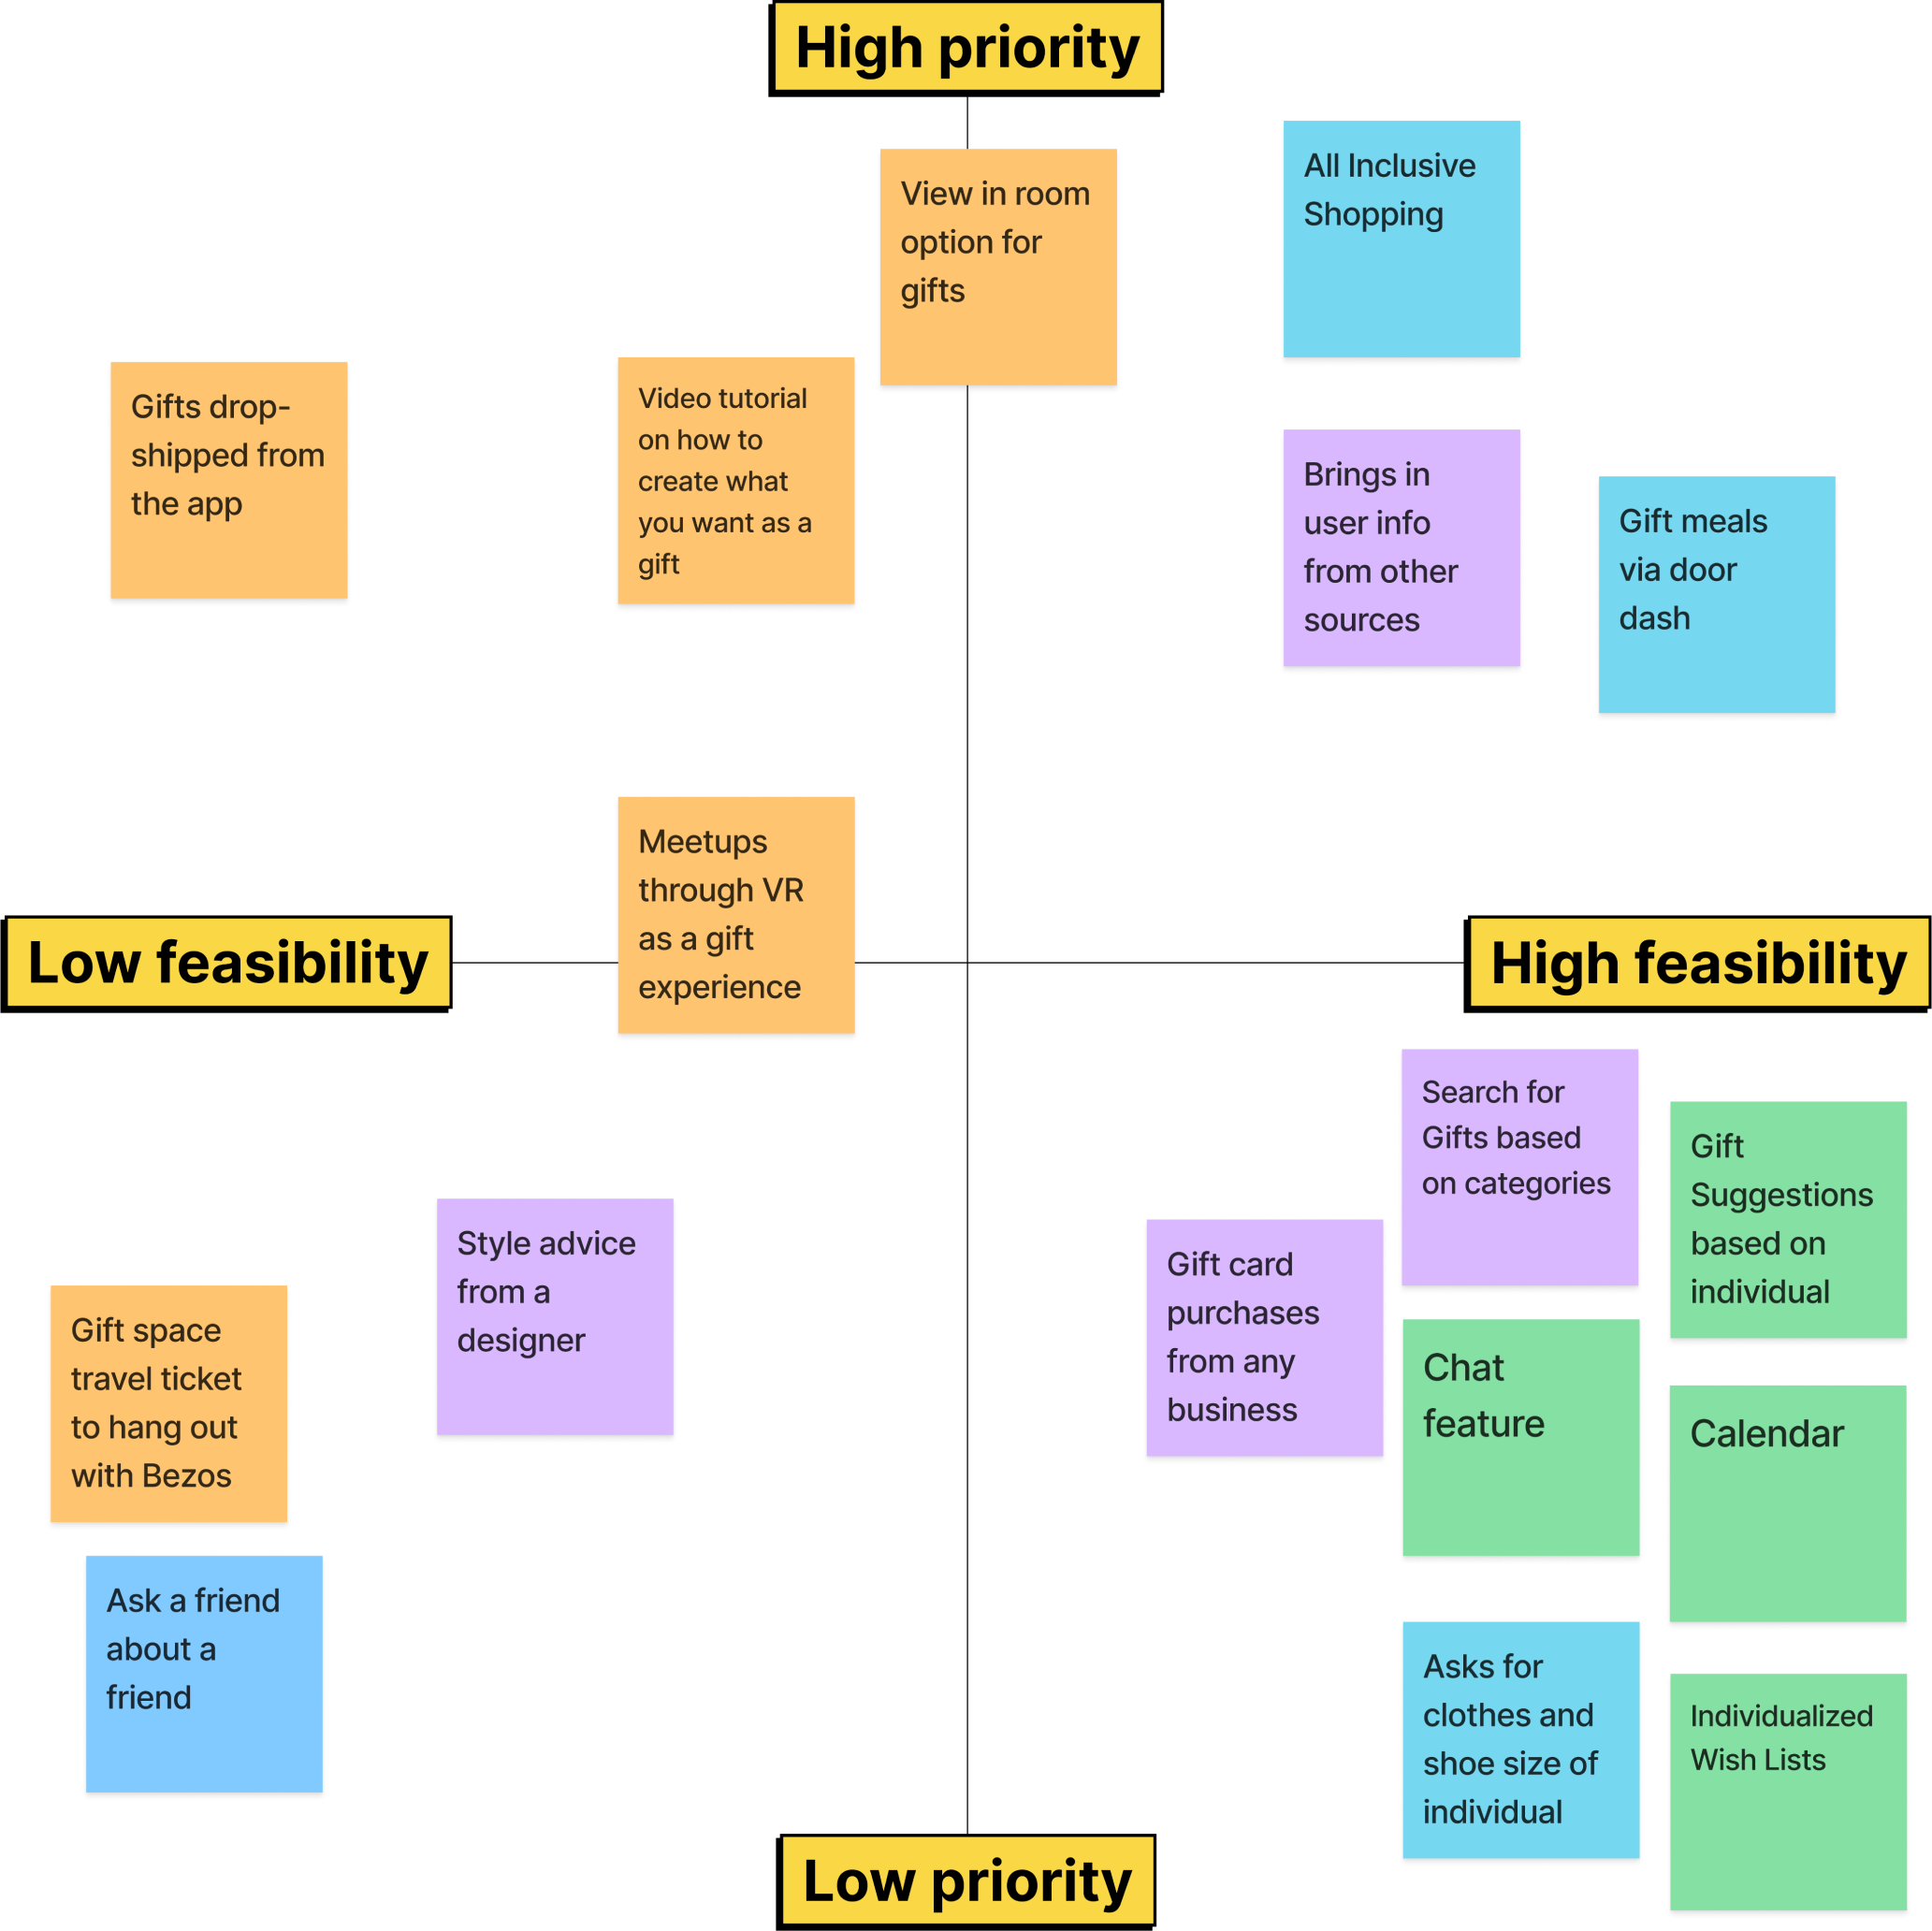 High priority
View in room
option for
gifts
All Inclusive
Shopping
Gifts drop-
shipped from
the app
Video tutorial
on how to
create what
you want as a
gift
Brings in
user info
from other
sources
Gift meals
via door
dash
Meetups
through VR
as a gift
experience
Low feasibility
High feasibility
Search for
Gifts based
on categories
Gift
Suggestions
based on
individual
Style advice
from a
designer
Gift card
purchases
from any
business
Gift space
travel ticket
to hang out
with Bezos
Chat
feature
Calendar
Ask a friend
about a
friend
Asks for
clothes and
shoe size of
individual
Individualized
Wish Lists
Low priority